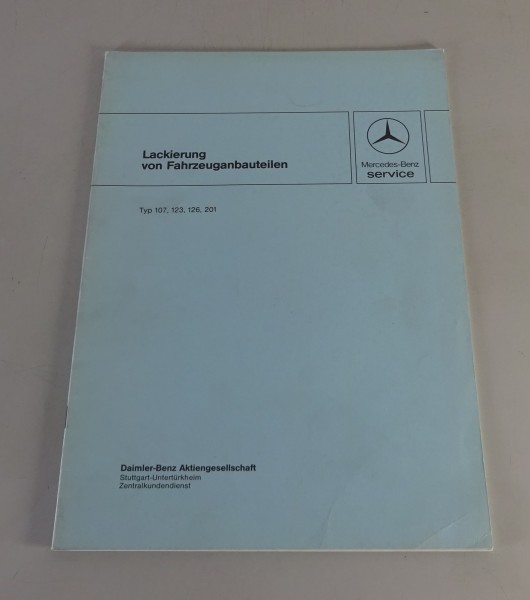 Lackierung
von Fahrzeuganbauteilen
Mercedes-Benz
service
Typ 107, 123, 126, 201
Daimler-Benz Aktiengesellschaft
Stuttgart-Untertürkheim
Zentralkundendienst